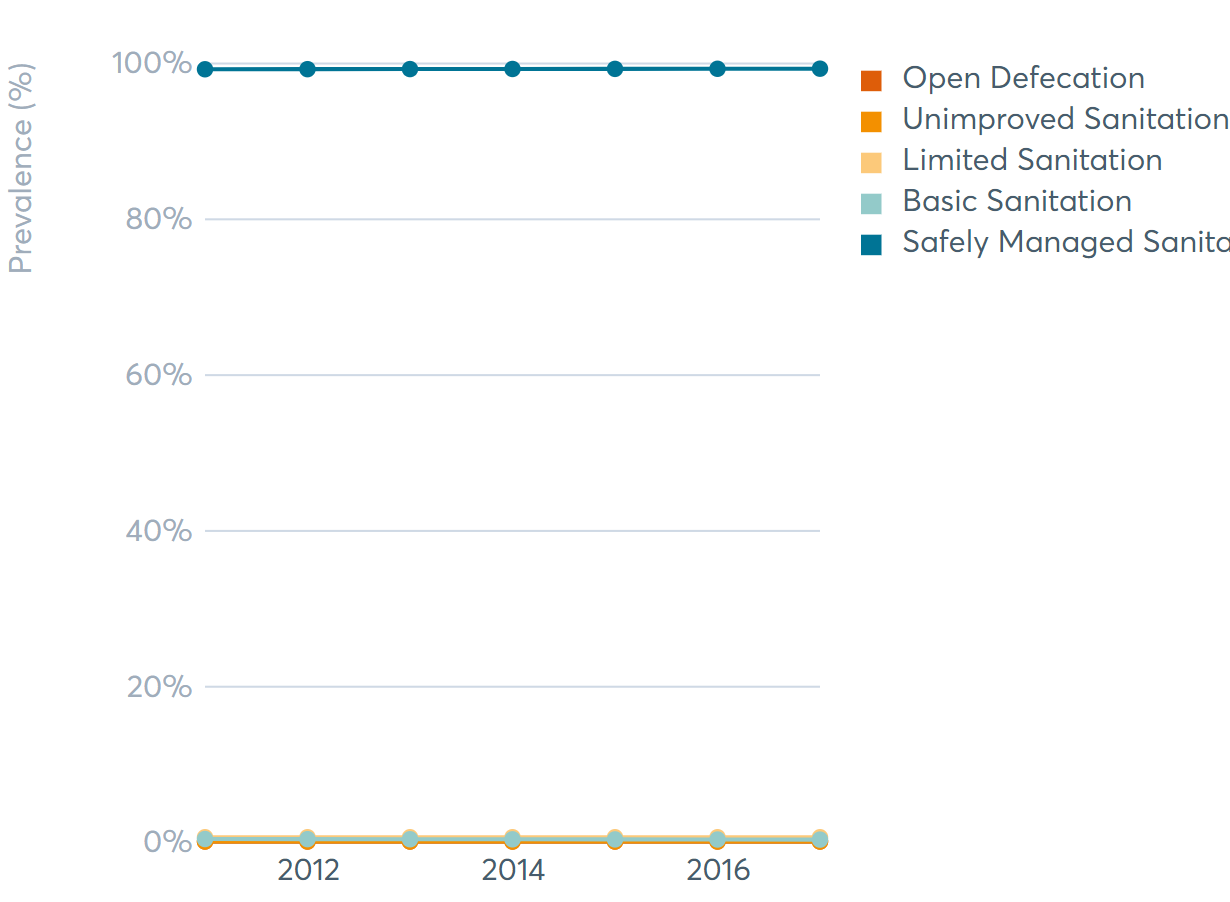 Prevalence (%)
100%
80%
60%
40%
20%
0%
2012
2014
2016
Open Defecation
Unimproved Sanitation
Limited Sanitation
Basic Sanitation
Safely Managed Sanita